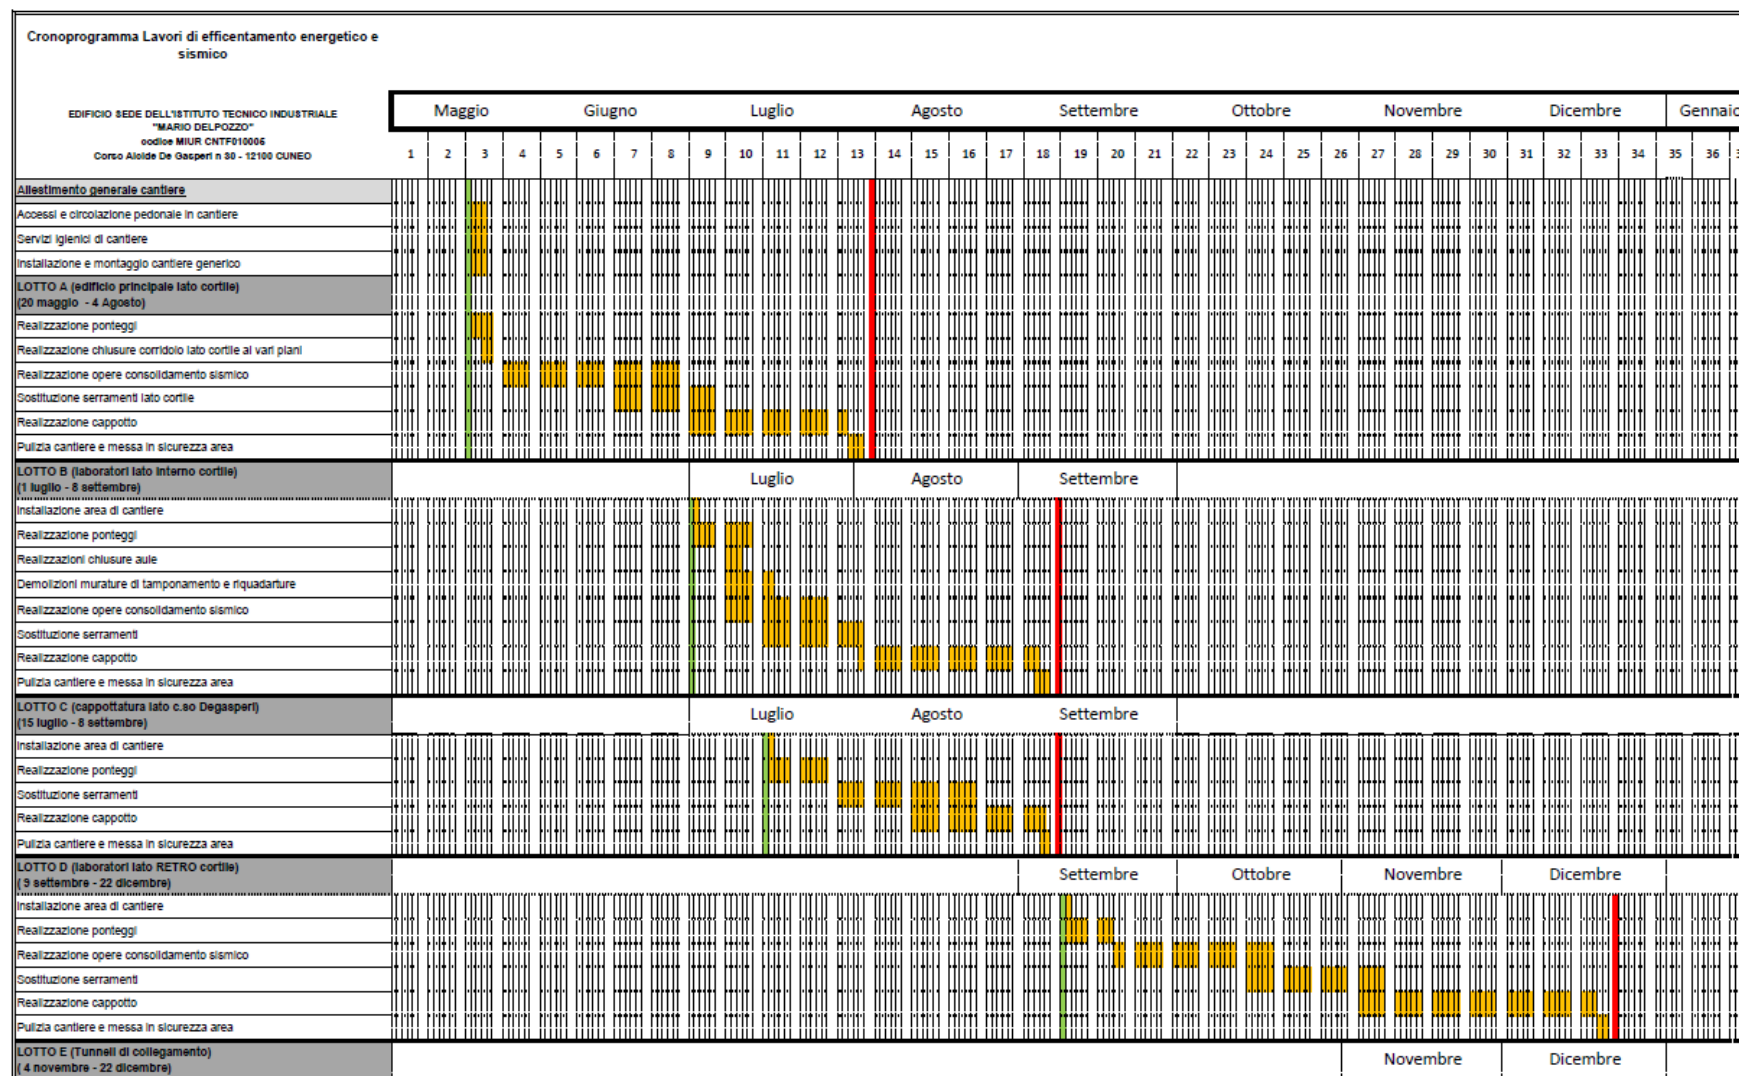 Cronoprogramma Lavori di efficentamento energetico e
sismico
EDIFICIO SEDE DELL'ISTITUTO TECNICO INDUSTRIALE
"MARIO DELPOZZO"
codice MIUR CNTF010005
Corso Alcide De Gasperi n 30 - 12100 CUNEO
Maggio Giugno Luglio Agosto Settembre Ottobre Novembre Dicembre Gennaio
1 2 3 4 5 6 7 8 9 10 11 12 13 14 15 16 17 18 19 20 21 22 23 24 25 26 27 28 29 30 31 32 33 34 35 36
Allestimento generale cantiere
Accessi e circolazione pedonale in cantiere
Servizi igienici di cantiere
Installazione e montaggio cantiere generico
LOTTO A (edificio principale lato cortile)
(20 maggio - 4 Agosto)
Realizzazione ponteggi
Realizzazione chiusure corridoio lato cortile ai vari piani
Realizzazione opere consolidamento sismico
Sostituzione serramenti lato cortile
Realizzazione cappotto
Pulizia cantiere e messa in sicurezza area
LOTTO B (laboratori lato interno cortile)
(1 luglio - 8 settembre)
Luglio Agosto Settembre
Installazione area di cantiere
Realizzazione ponteggi
Realizzazioni chiusure aule
Demolizioni murature di tamponamento e riquadarture
Realizzazione opere consolidamento sismico
Sostituzione serramenti
Realizzazione cappotto
Pulizia cantiere e messa in sicurezza area
LOTTO C (cappottatura lato c.so Degasperi)
(15 luglio - 8 settembre)
Luglio Agosto Settembre
Installazione area di cantiere
Realizzazione ponteggi
Sostituzione serramenti
Realizzazione cappotto
Pulizia cantiere e messa in sicurezza area
LOTTO D (laboratori lato RETRO cortile)
( 9 settembre - 22 dicembre)
Settembre Ottobre Novembre Dicembre
Installazione area di cantiere
Realizzazione ponteggi
Realizzazione opere consolidamento sismico
Sostituzione serramenti
Realizzazione cappotto
Pulizia cantiere e messa in sicurezza area
LOTTO E (Tunnell di collegamento)
( 4 novembre - 22 dicembre)
Novembre Dicembre